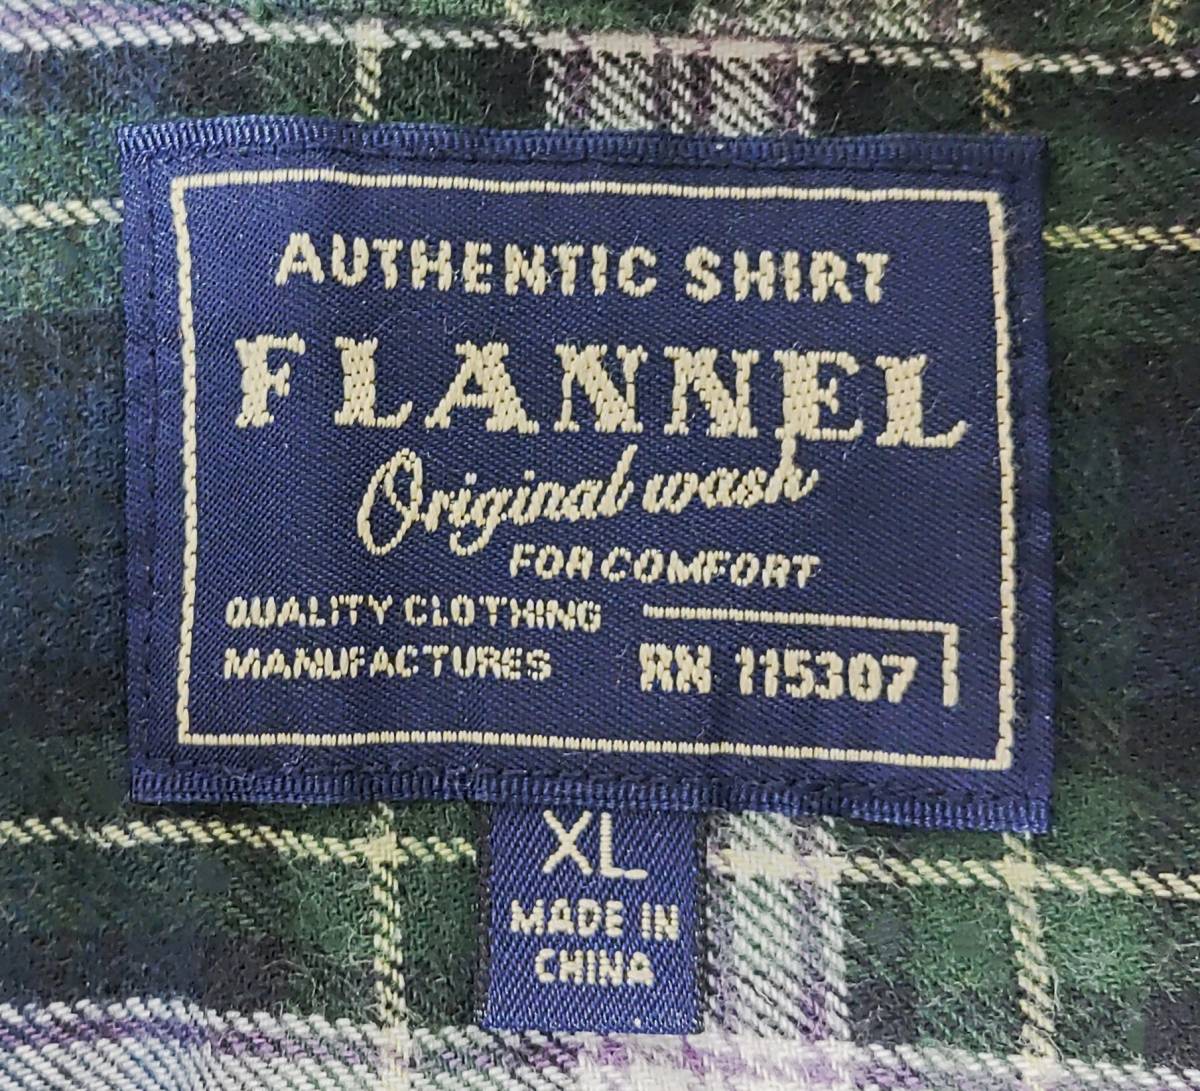 AUTHENTIC SHIRT
FLANNEL
Original wash
FOR COMFORT
QUALITY CLOTHING
MANUFACTURES
RN 115307
XL
MADE IN
CHINA